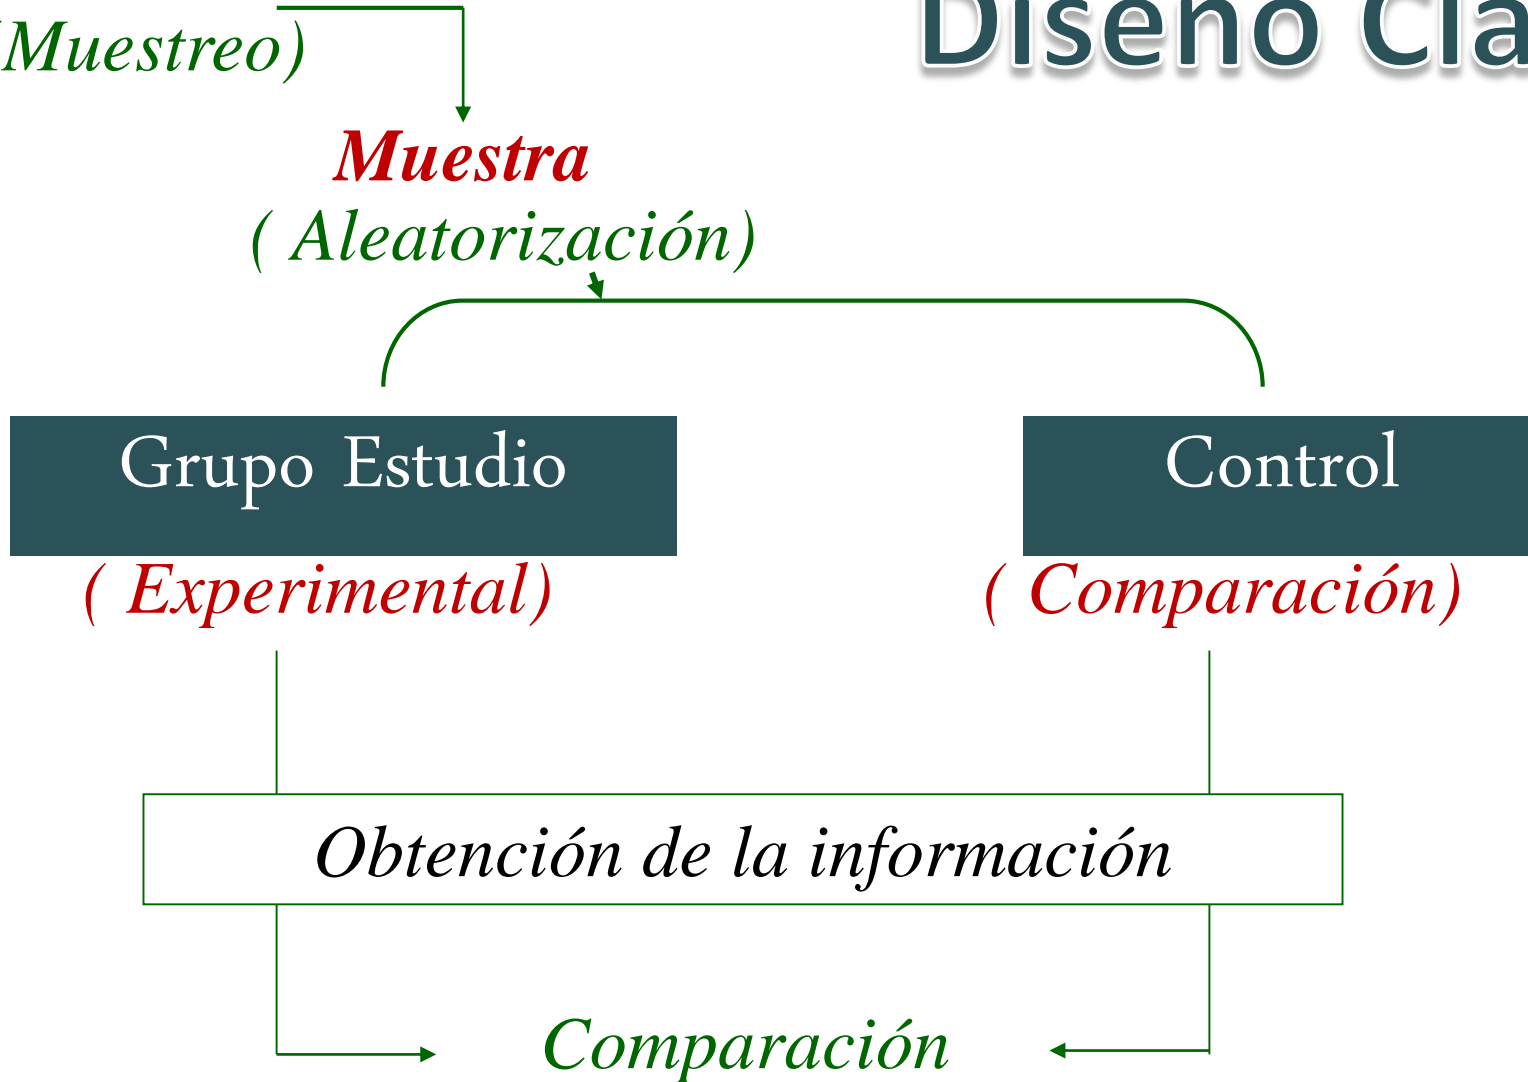 Diseño Cla
(Muestreo)
Muestra
( Aleatorización)
Grupo Estudio
Control
( Experimental)
( Comparación)
Obtención de la información
Comparación